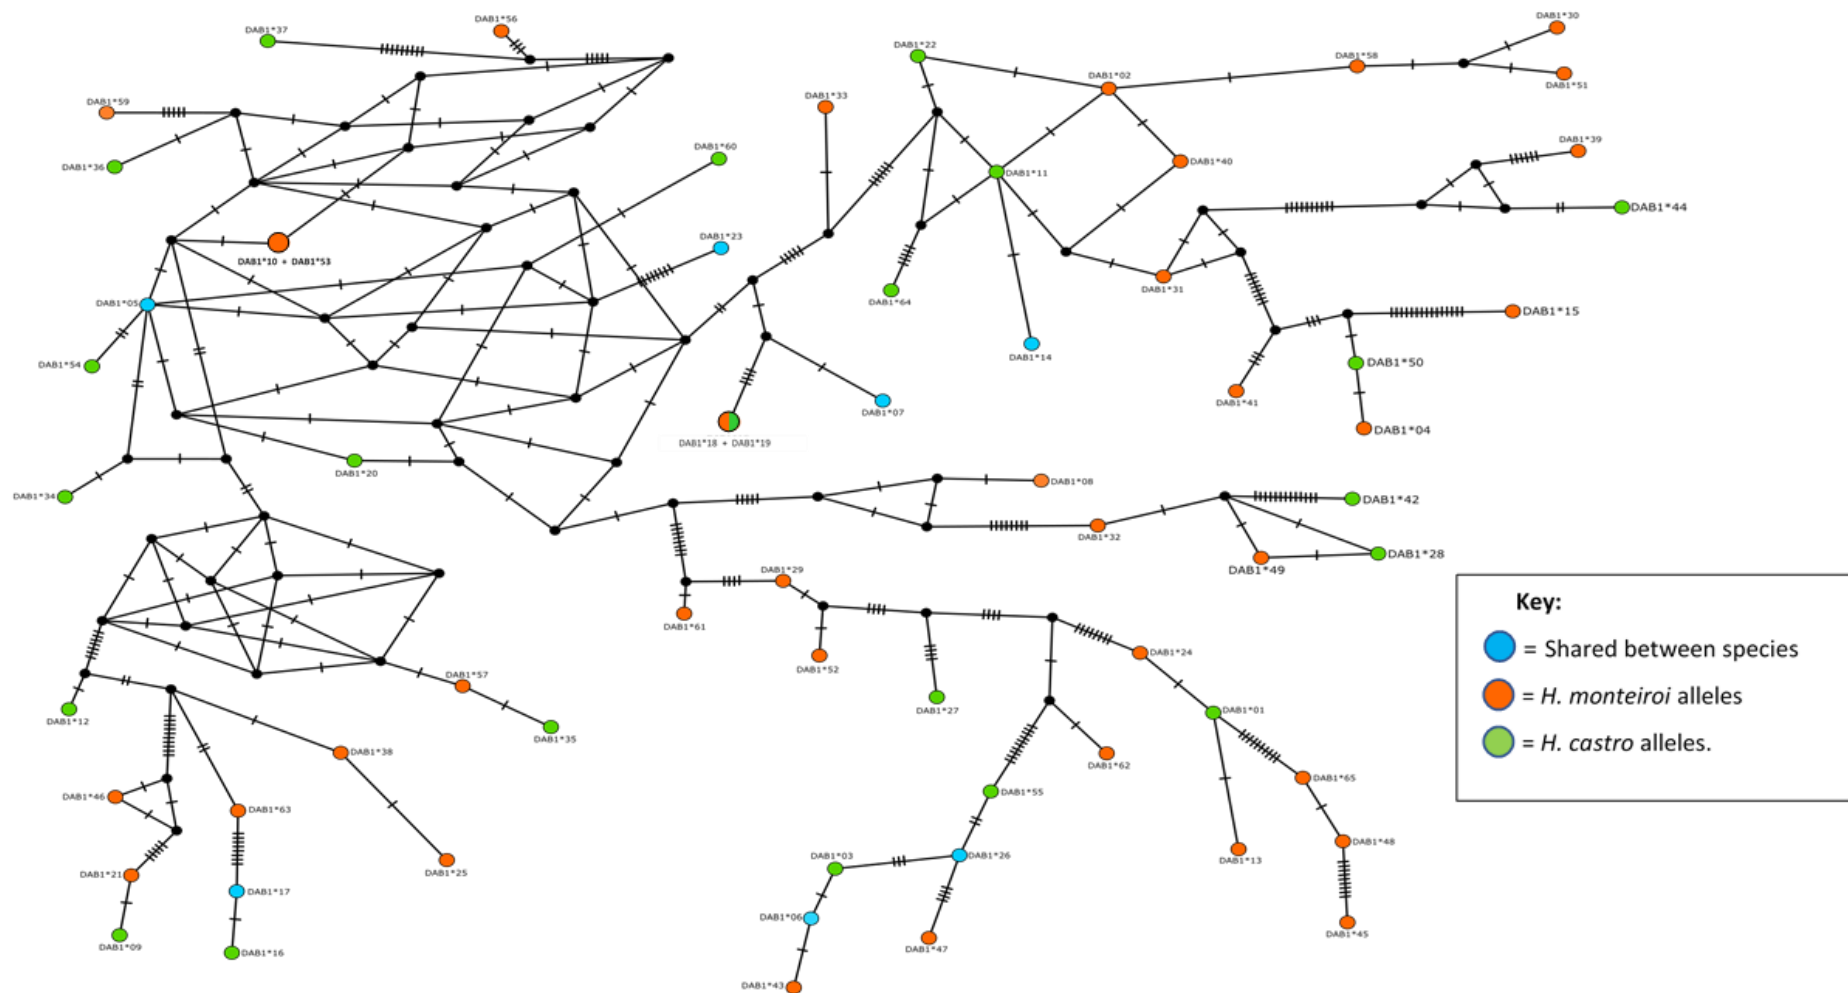 DAB1*37
DAB1*56
DAB1*59
DAB1*36
DAB1*60
DAB1*10 + DAB1*53
DAB1*23
DAB1*05
DAB1*54
DAB1*34
DAB1*20
DAB1*33
DAB1*22
DAB1*02
DAB1*58
DAB1*30
DAB1*51
DAB1*40
DAB1*11
DAB1*39
DAB1*44
DAB1*64
DAB1*31
DAB1*14
DAB1*07
DAB1*18 + DAB1*19
DAB1*15
DAB1*50
DAB1*41
DAB1*04
DAB1*08
DAB1*32
DAB1*42
DAB1*28
DAB1*49
DAB1*29
DAB1*61
DAB1*52
DAB1*27
DAB1*24
DAB1*01
DAB1*62
DAB1*65
DAB1*55
DAB1*48
DAB1*13
DAB1*45
DAB1*03
DAB1*26
DAB1*06
DAB1*47
DAB1*43
DAB1*12
DAB1*57
DAB1*35
DAB1*38
DAB1*46
DAB1*63
DAB1*25
DAB1*21
DAB1*17
DAB1*09
DAB1*16
Key:
= Shared between species
= H. monteiroi alleles
= H. castro alleles.